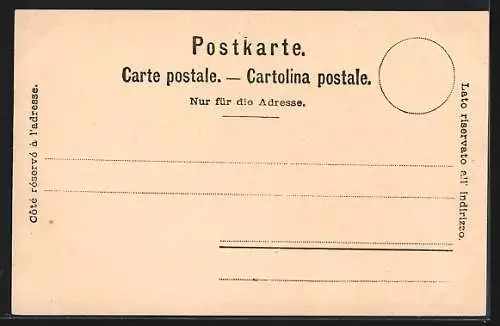 Postkarte.
Carte postale. — Cartolina postale.
Nur für die Adresse.
Côté réservé à l'adresse.
Lato riservato all' indirizzo.